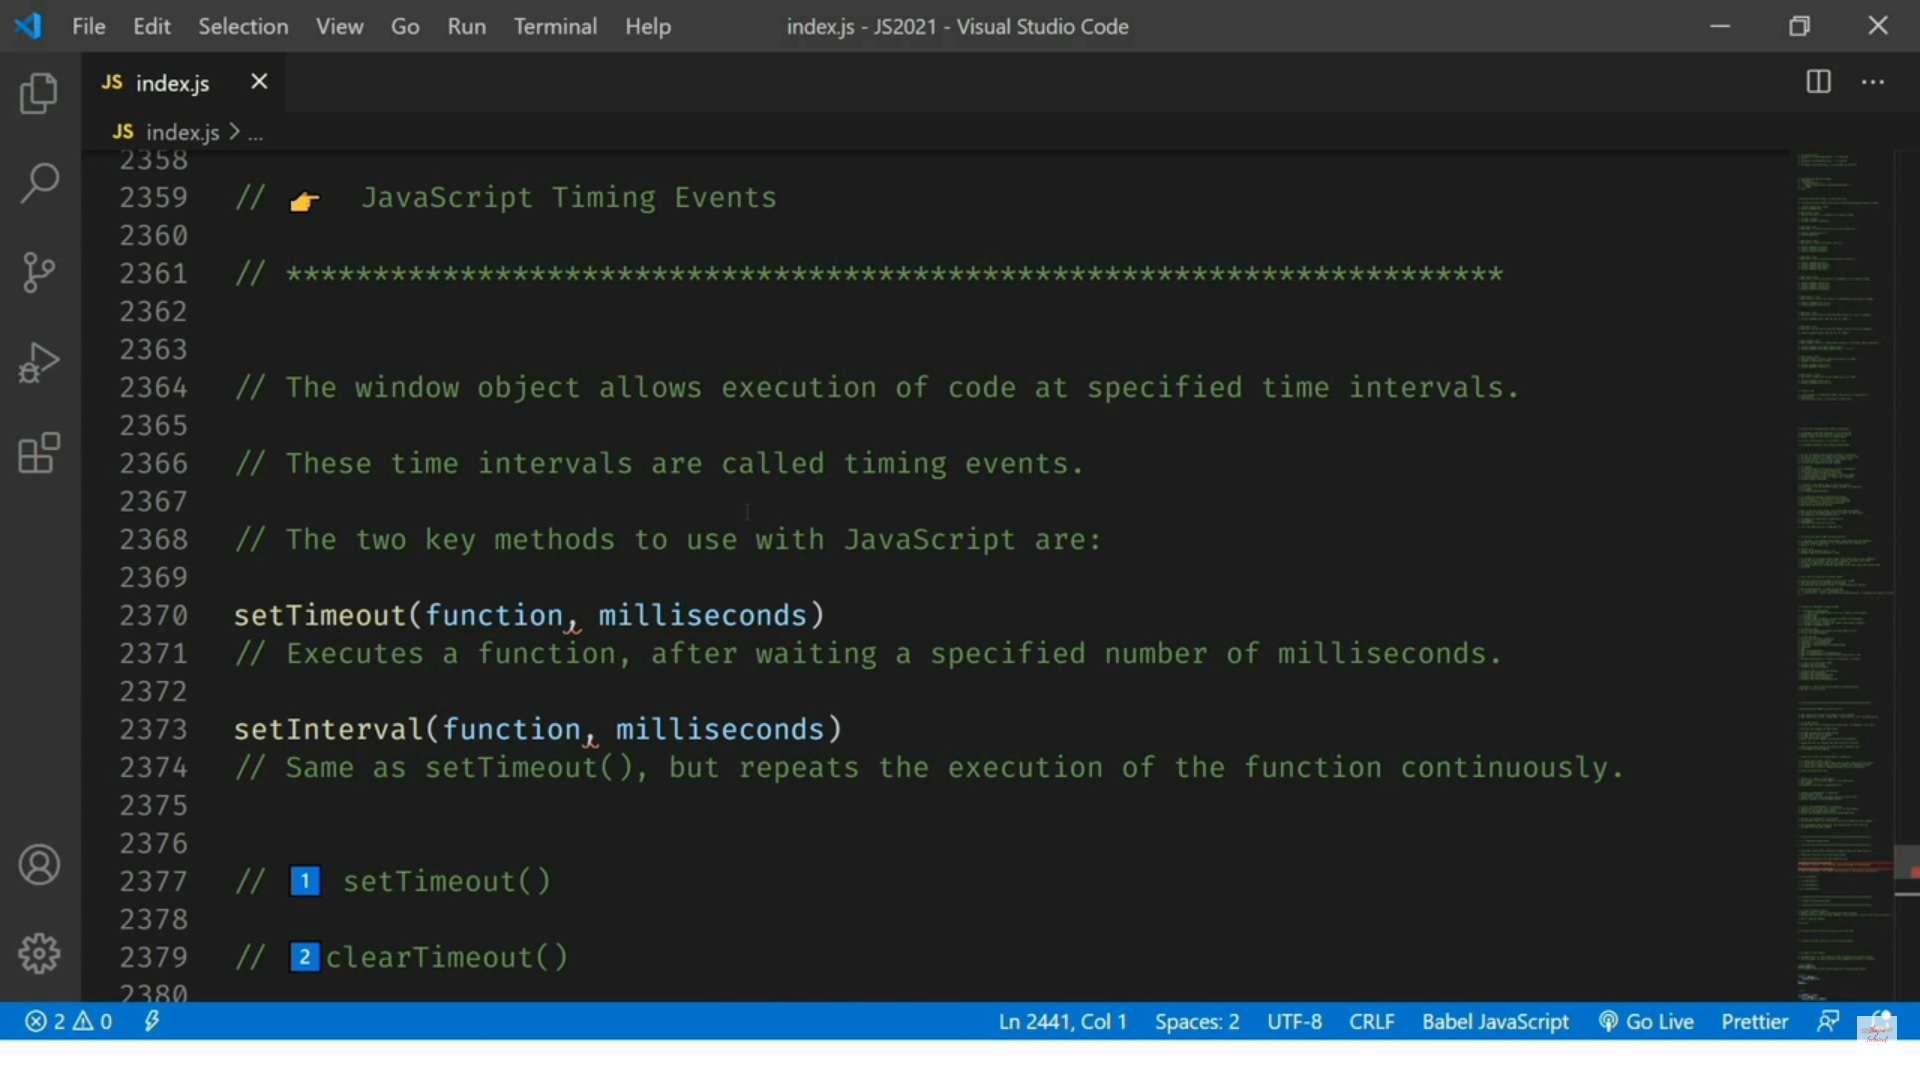 File Edit Selection View Go Run Terminal Help index.js - JS2021 - Visual Studio Code
JS index.js
JS index.js > ...
2358
2359 // 👉 JavaScript Timing Events
2360
2361 // **********************************************************************
2362
2363
2364 // The window object allows execution of code at specified time intervals.
2365
2366 // These time intervals are called timing events.
2367
2368 // The two key methods to use with JavaScript are:
2369
2370 setTimeout(function, milliseconds)
2371 // Executes a function, after waiting a specified number of milliseconds.
2372
2373 setInterval(function, milliseconds)
2374 // Same as setTimeout(), but repeats the execution of the function continuously.
2375
2376
2377 // 1️⃣ setTimeout()
2378
2379 // 2️⃣clearTimeout()
2380
2 0 Ln 2441, Col 1 Spaces: 2 UTF-8 CRLF Babel JavaScript Go Live Prettier